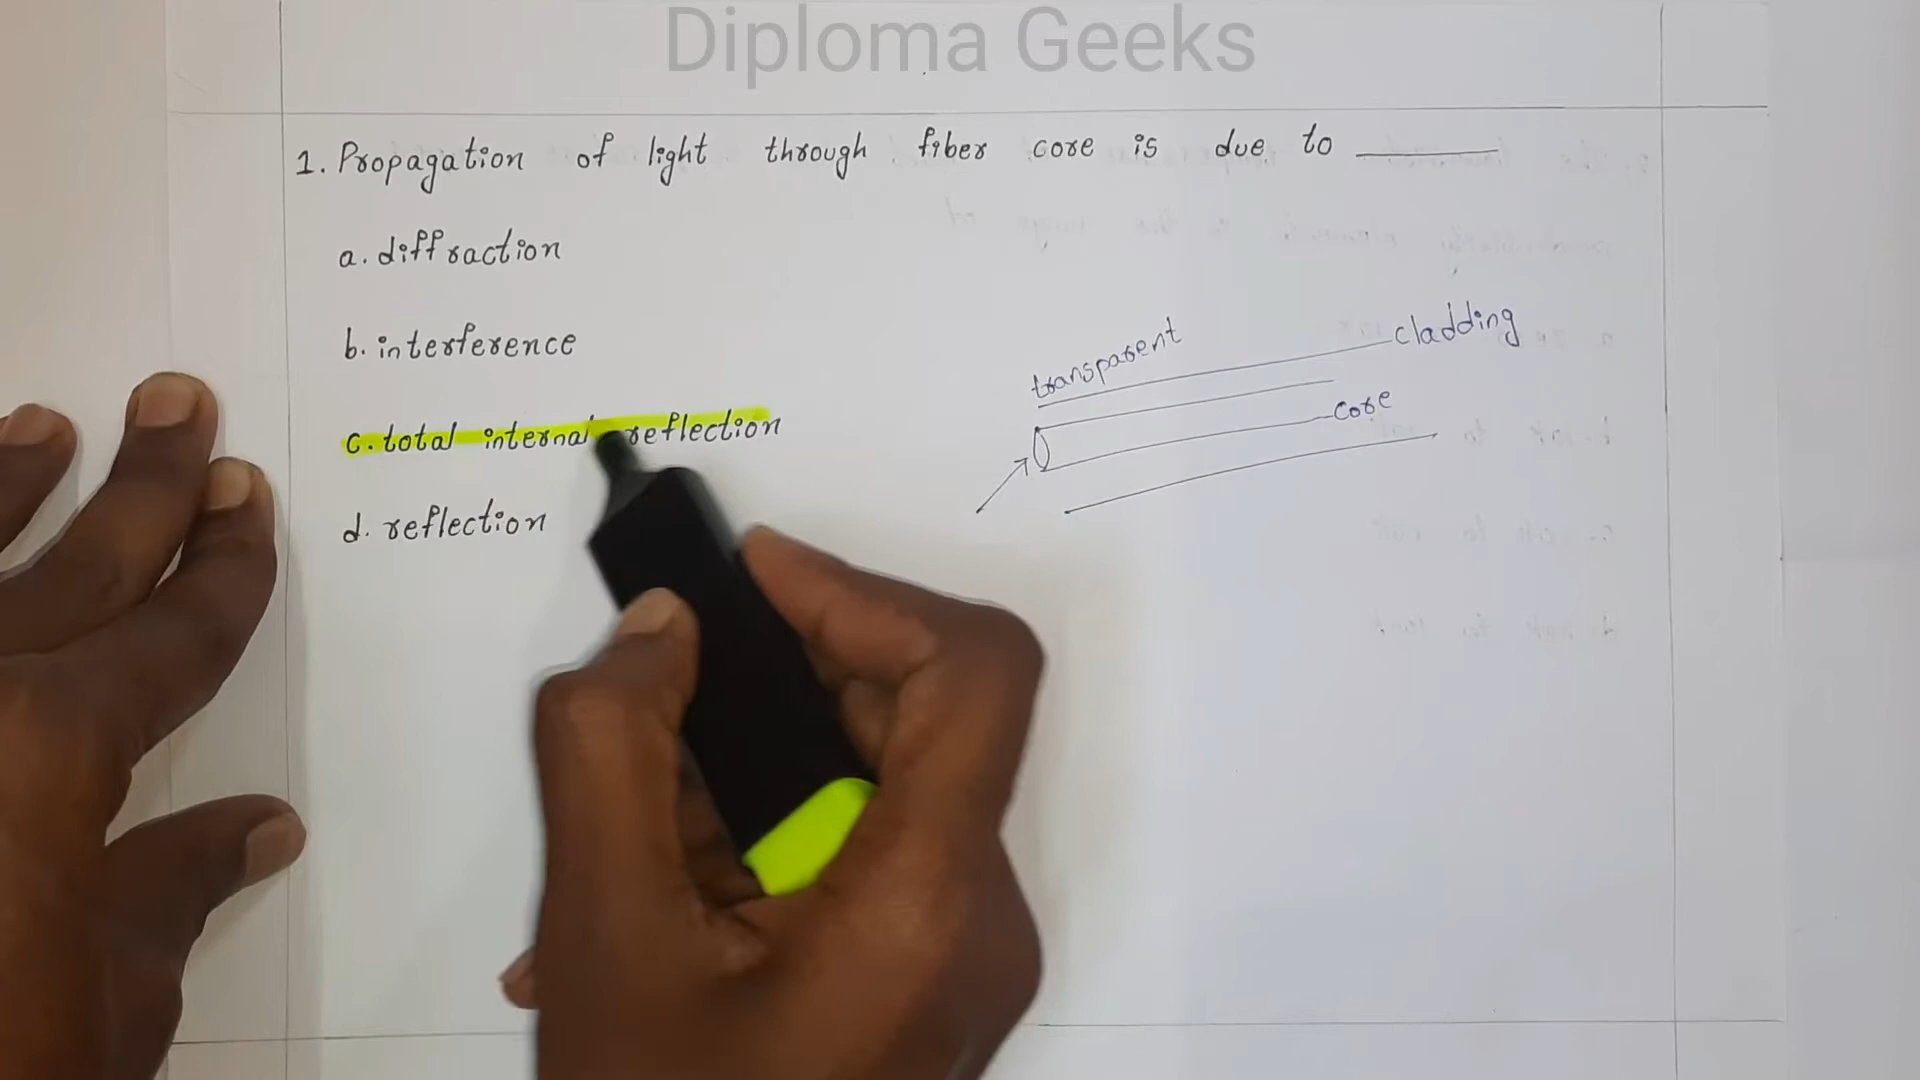 Diploma Geeks
1. Propagation of light through fiber core is due to ______
a. diffraction
b. interference
c. total internal reflection
d. reflection
transparent
cladding
core